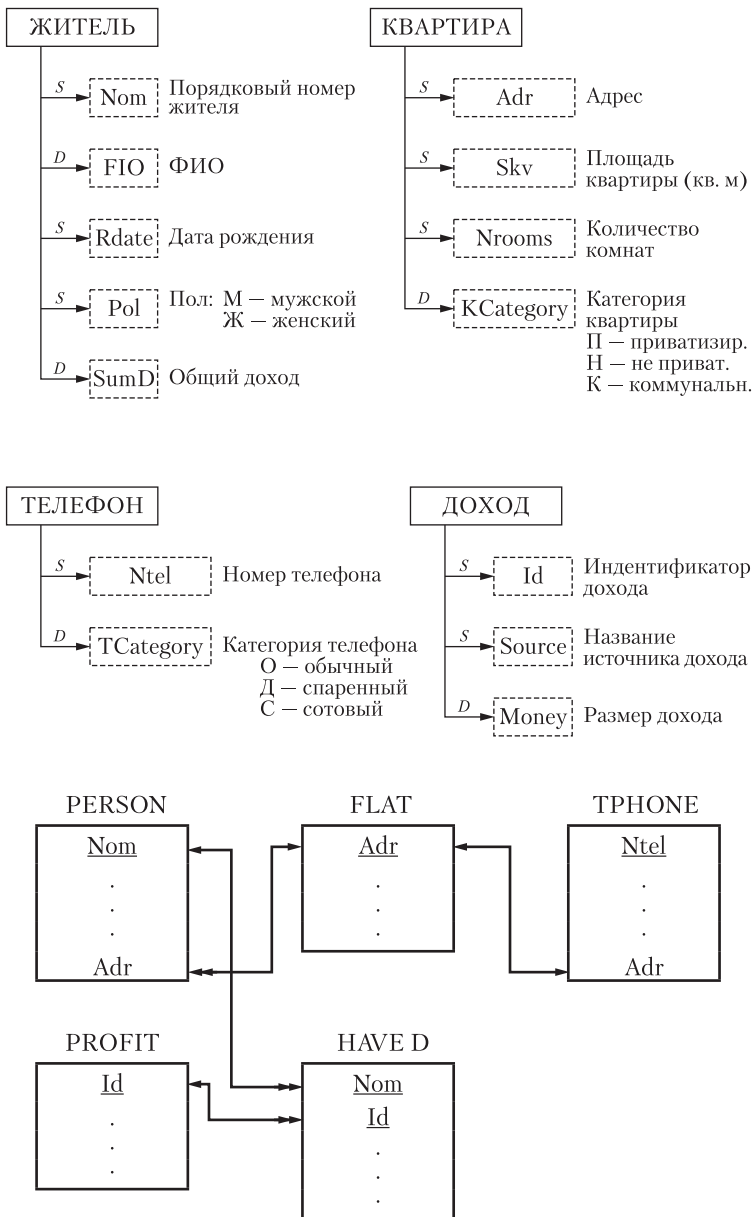 ЖИТЕЛЬ
S
Nom
Порядковый номер
жителя
D
FIO
ФИО
S
Rdate
Дата рождения
S
Pol
Пол: М — мужской
Ж — женский
D
SumD
Общий доход
КВАРТИРА
S
Adr
Адрес
S
Skv
Площадь
квартиры (кв. м)
S
Nrooms
Количество
комнат
D
KCategory
Категория
квартиры
П — приватизир.
Н — не приват.
К — коммунальн.
ТЕЛЕФОН
S
Ntel
Номер телефона
D
TCategory
Категория телефона
О — обычный
Д — спаренный
С — сотовый
ДОХОД
S
Id
Индентификатор
дохода
S
Source
Название
источника дохода
D
Money
Размер дохода
PERSON
Nom
.
.
.
Adr
FLAT
Adr
.
.
.
TPHONE
Ntel
.
.
.
Adr
PROFIT
Id
.
.
.
HAVE D
Nom
Id
.
.
.